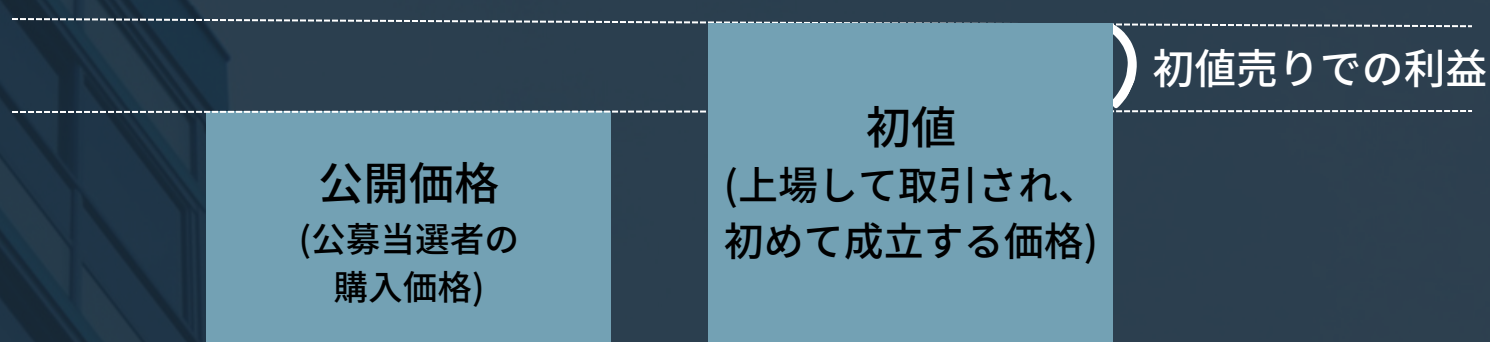 初値売りでの利益
公開価格
(公募当選者の
購入価格)
初値
(上場して取引され、
初めて成立する価格)